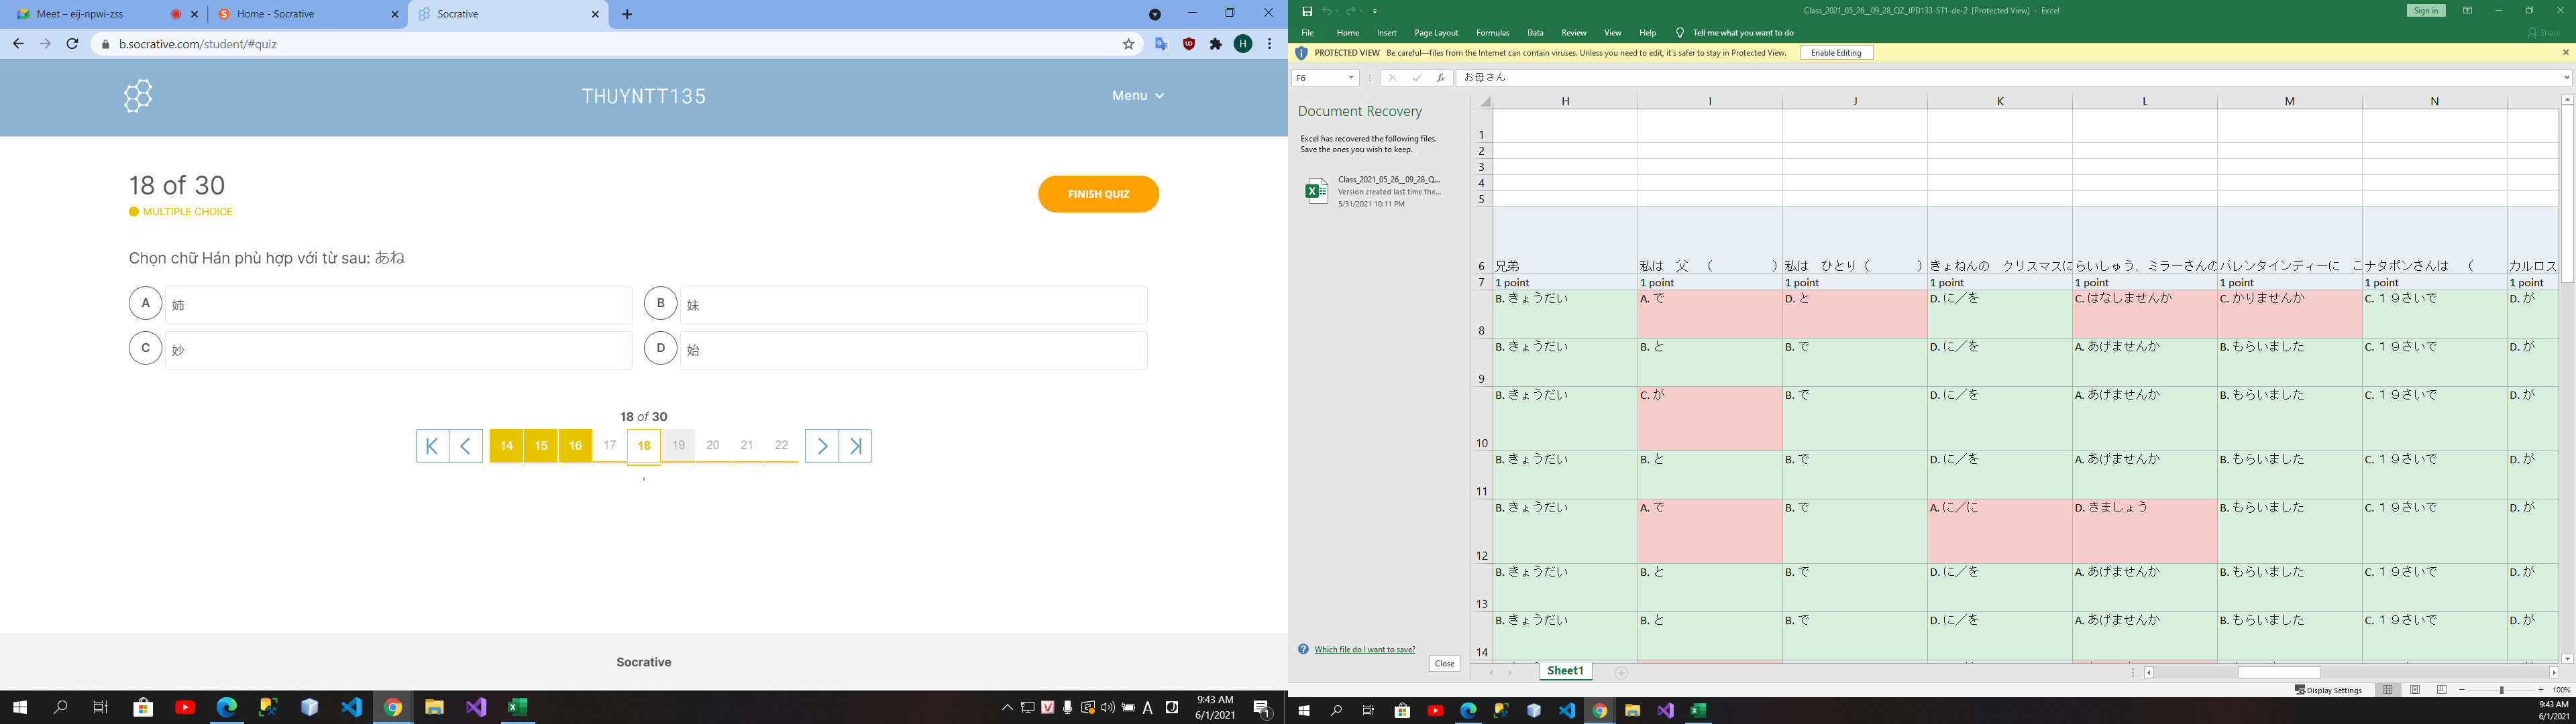 Meet – eij-npwi-zss
Home - Socrative
Socrative
b.socrative.com/student/#quiz
H
THUYNTT135
Menu
18 of 30
MULTIPLE CHOICE
FINISH QUIZ
Chọn chữ Hán phù hợp với từ sau: あね
A 姉
B 妹
C 妙
D 始
18 of 30
14 15 16 17 18 19 20 21 22
,
Socrative
9:43 AM
6/1/2021
Class_2021_05_26__09_28_QZ_JPD133-ST1-de-2 [Protected View] - Excel
Sign in
File Home Insert Page Layout Formulas Data Review View Help Tell me what you want to do
Share
PROTECTED VIEW Be careful—files from the Internet can contain viruses. Unless you need to edit, it's safer to stay in Protected View.
Enable Editing
F6
fx
お母さん
Document Recovery
Excel has recovered the following files.
Save the ones you wish to keep.
Class_2021_05_26__09_28_Q...
Version created last time the...
5/31/2021 10:11 PM
Which file do I want to save?
Close
H I J K L M N
1
2
3
4
5
6 兄弟 私は　父　（　　　　） 私は　ひとり（　　　） きょねんの　クリスマスに らいしゅう、ミラーさんの バレンタインディーに　こ ナタポンさんは　（ カルロス
7 1 point 1 point 1 point 1 point 1 point 1 point 1 point 1 point
8 B. きょうだい A. で D. と D. に／を C. はなしませんか C. かりませんか C. １９さいで D. が
9 B. きょうだい B. と B. で D. に／を A. あげませんか B. もらいました C. １９さいで D. が
10 B. きょうだい C. が B. で D. に／を A. あげませんか B. もらいました C. １９さいで D. が
11 B. きょうだい B. と B. で D. に／を A. あげませんか B. もらいました C. １９さいで D. が
12 B. きょうだい A. で B. で A. に／に D. きましょう B. もらいました C. １９さいで D. が
13 B. きょうだい B. と B. で D. に／を A. あげませんか B. もらいました C. １９さいで D. が
14 B. きょうだい B. と B. で D. に／を A. あげませんか B. もらいました C. １９さいで D. が
Sheet1
Display Settings
100%
9:43 AM
6/1/2021